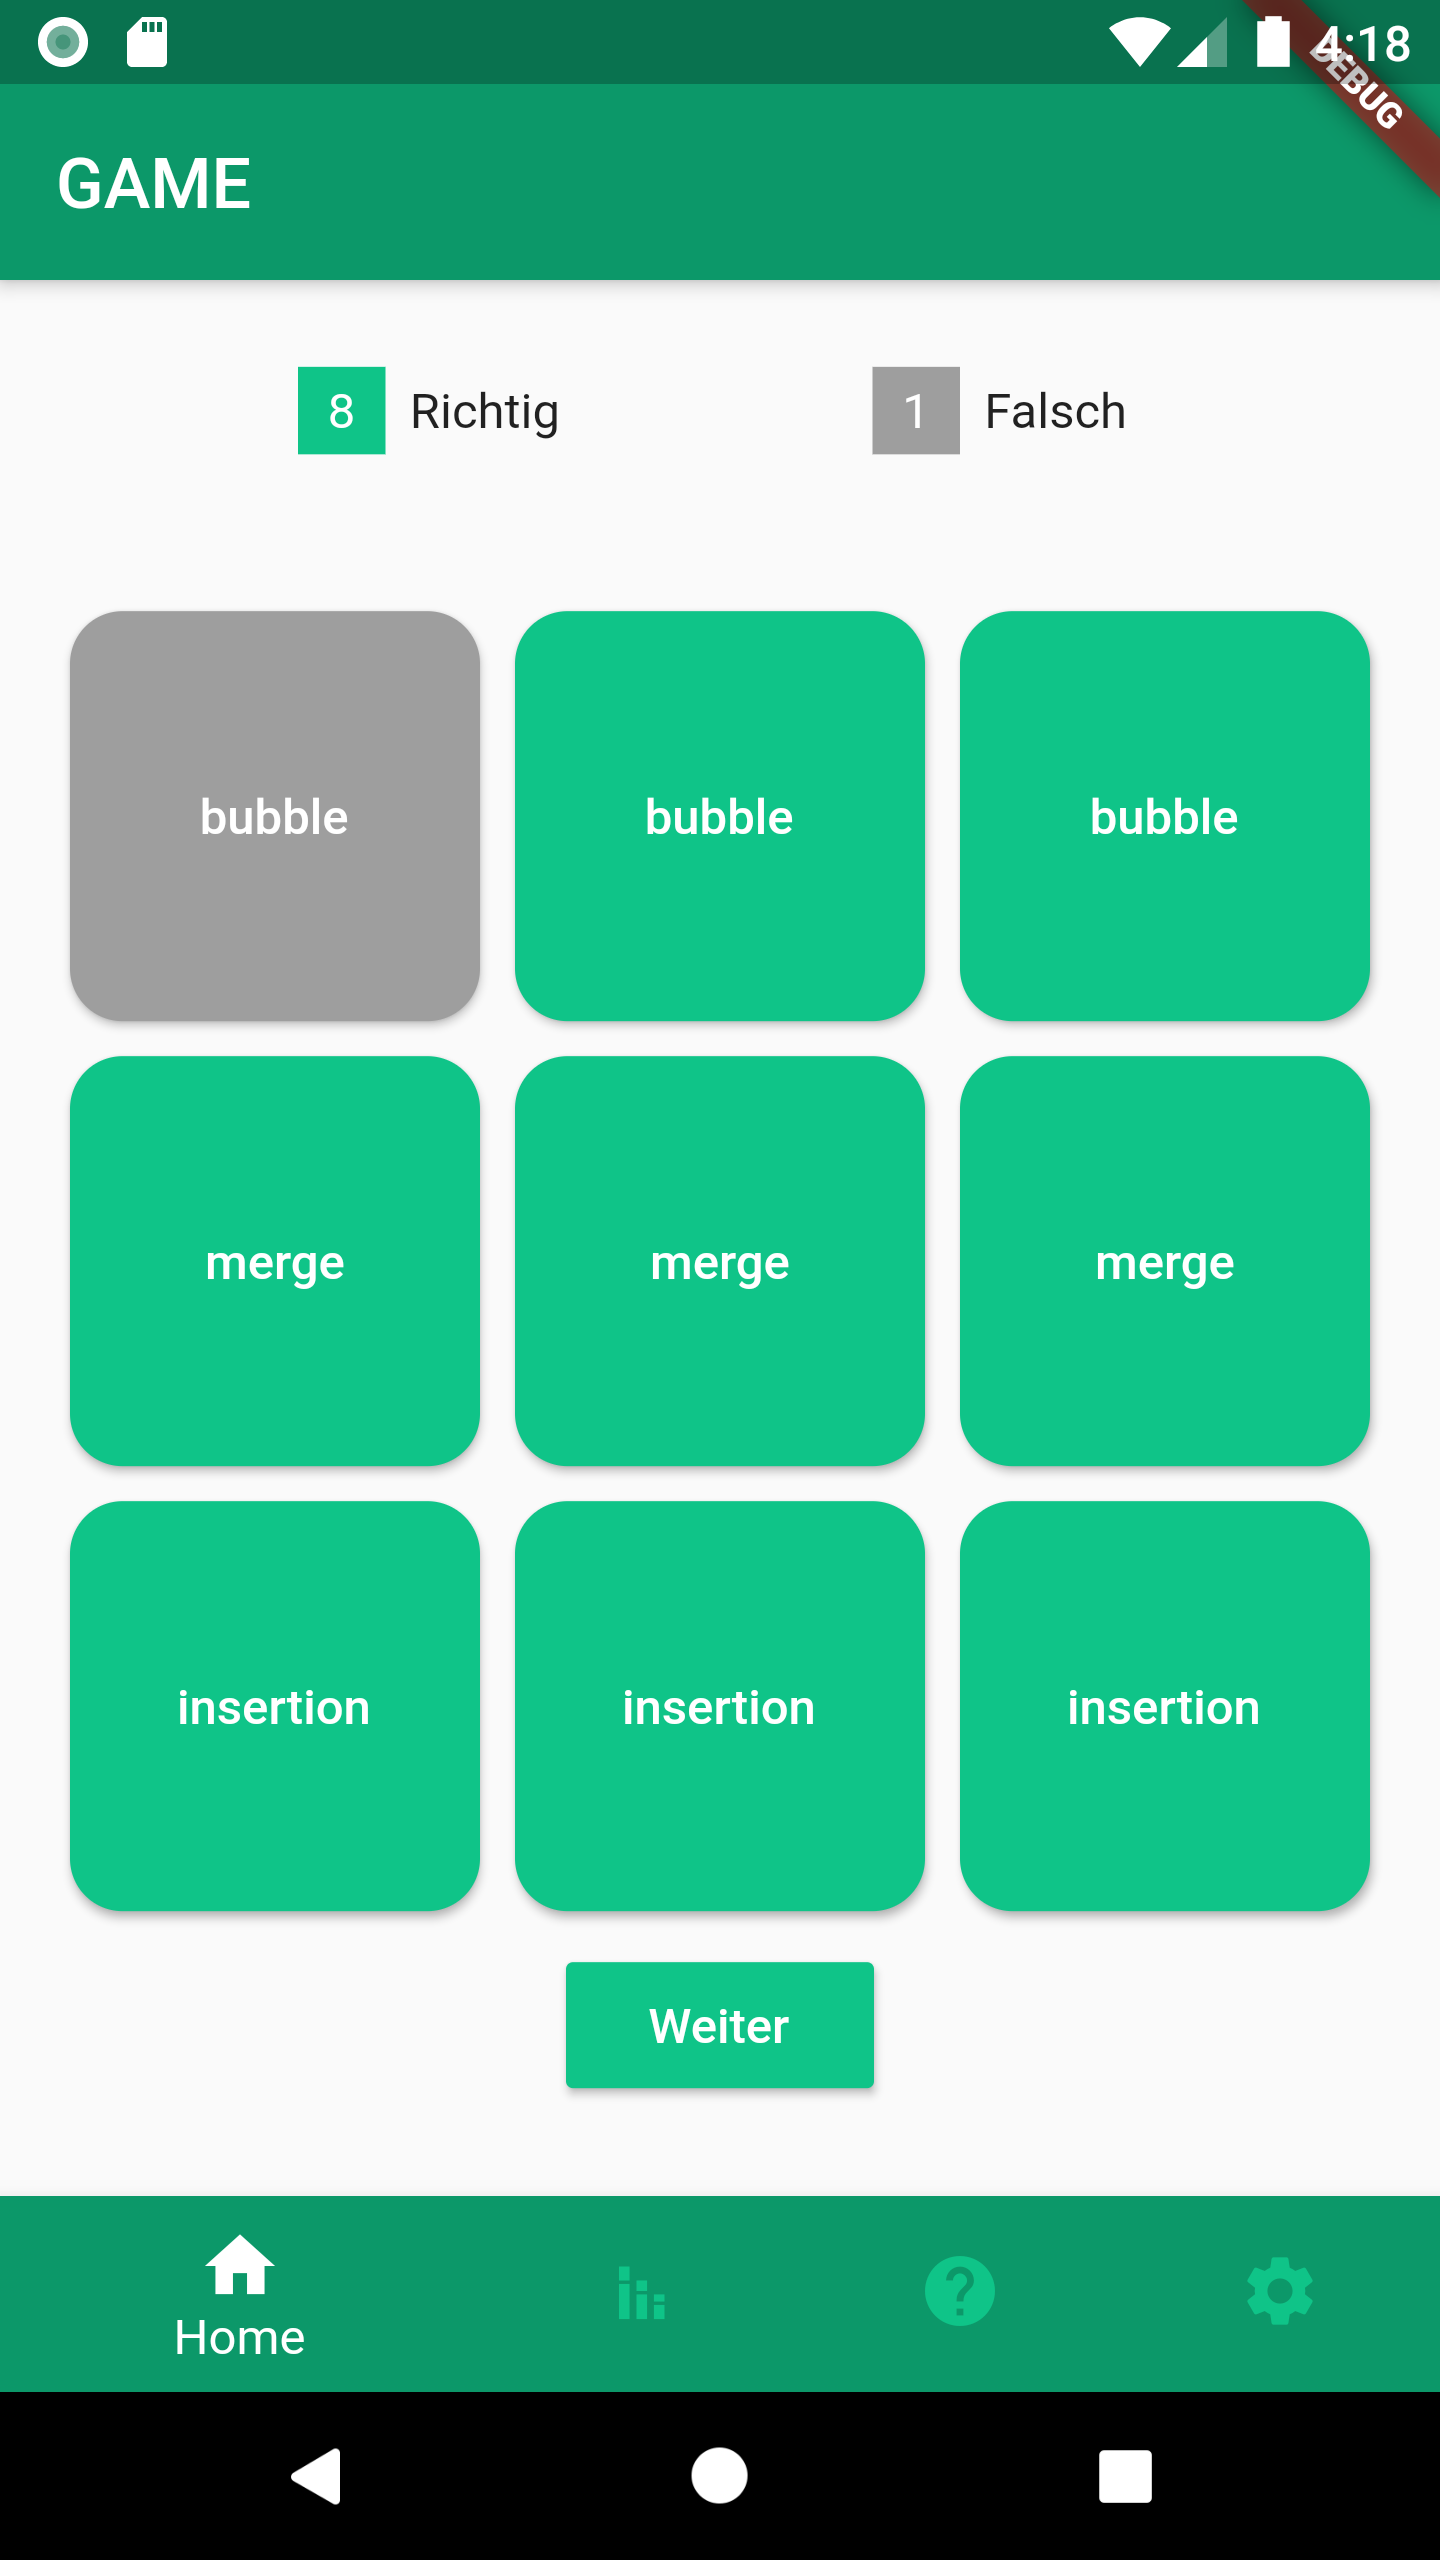 4:18
DEBUG
GAME
8 Richtig 1 Falsch
bubble bubble bubble
merge merge merge
insertion insertion insertion
Weiter
Home